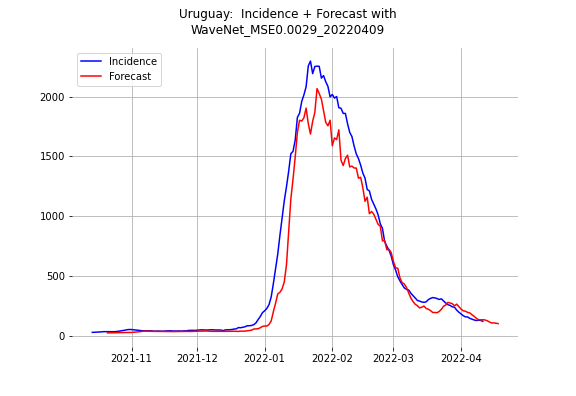 Uruguay:  Incidence + Forecast with
WaveNet_MSE0.0029_20220409
Incidence
Forecast
2000
1500
1000
500
0
2021-11
2021-12
2022-01
2022-02
2022-03
2022-04